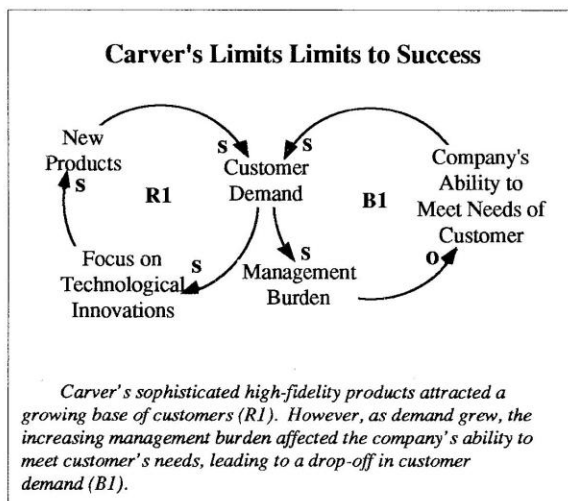 Carver's Limits Limits to Success
New
Products
S
R1
S
Customer
Demand
S
B1
Company's
Ability to
Meet Needs of
Customer
Focus on
Technological
Innovations
S
S
Management
Burden
O
Carver's sophisticated high-fidelity products attracted a
growing base of customers (R1). However, as demand grew, the
increasing management burden affected the company's ability to
meet customer's needs, leading to a drop-off in customer
demand (B1).